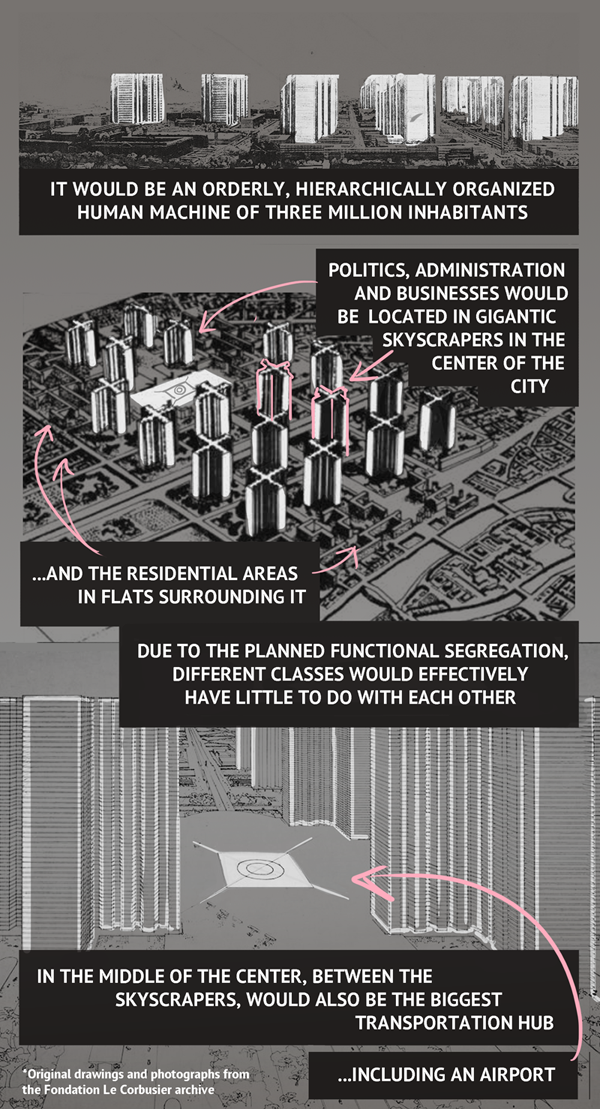 IT WOULD BE AN ORDERLY, HIERARCHICALLY ORGANIZED
HUMAN MACHINE OF THREE MILLION INHABITANTS
POLITICS, ADMINISTRATION
AND BUSINESSES WOULD
BE LOCATED IN GIGANTIC
SKYSCRAPERS IN THE
CENTER OF THE
CITY
...AND THE RESIDENTIAL AREAS
IN FLATS SURROUNDING IT
DUE TO THE PLANNED FUNCTIONAL SEGREGATION,
DIFFERENT CLASSES WOULD EFFECTIVELY
HAVE LITTLE TO DO WITH EACH OTHER
IN THE MIDDLE OF THE CENTER, BETWEEN THE
SKYSCRAPERS, WOULD ALSO BE THE BIGGEST
TRANSPORTATION HUB
...INCLUDING AN AIRPORT
*Original drawings and photographs from
the Fondation Le Corbusier archive